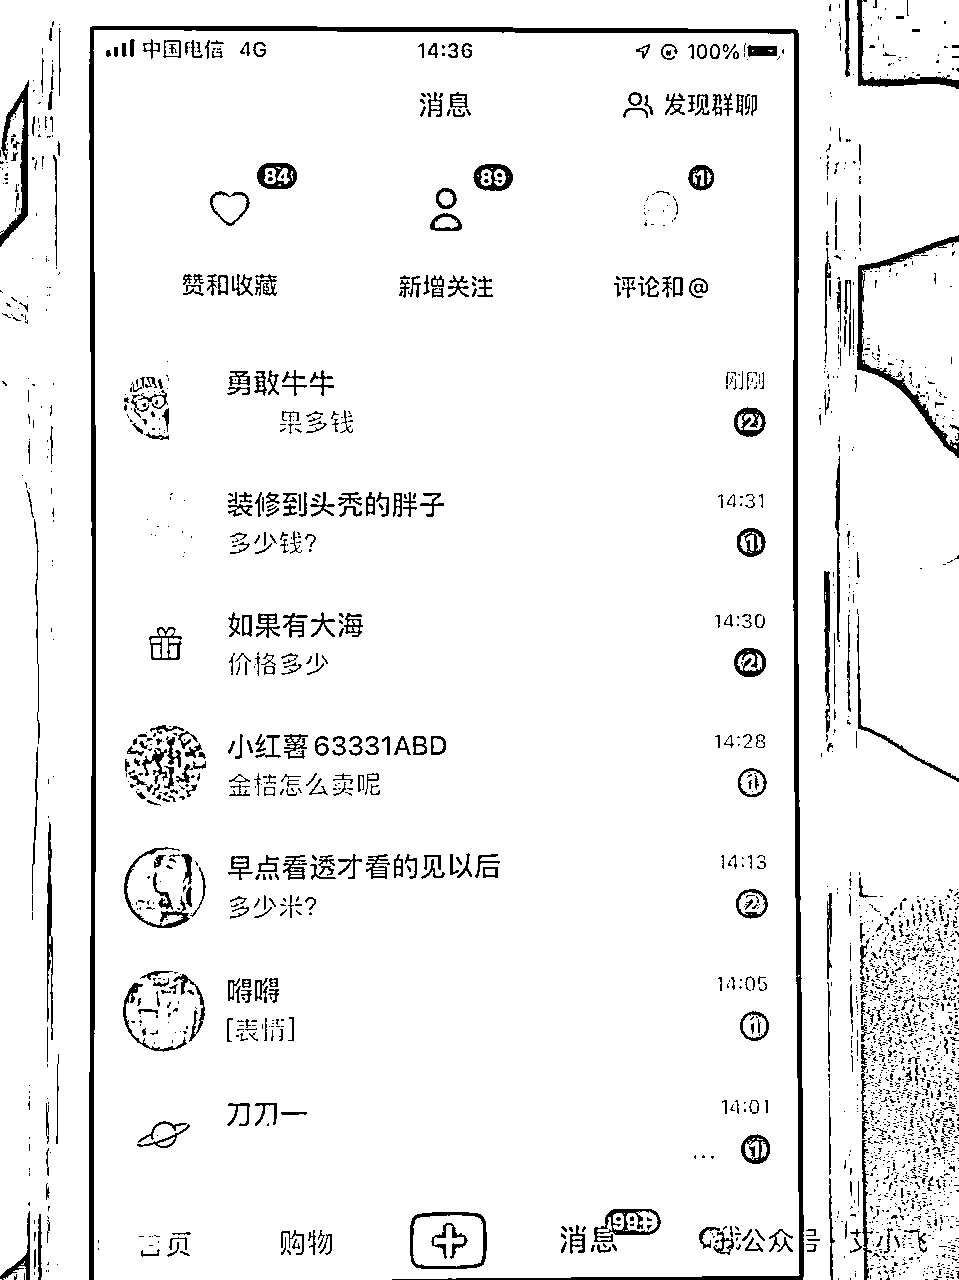 中国电信 4G 14:36 100%
消息 发现群聊
84 89 1
赞和收藏 新增关注 评论和@
勇敢牛牛 刚刚
果多钱 2
装修到头秃的胖子 14:31
多少钱? 1
如果有大海 14:30
价格多少 2
小红薯63331ABD 14:28
金桔怎么卖呢 1
早点看透才看的见以后 14:13
多少米? 2
嘚嘚 14:05
[表情] 1
刀刀一 14:01
... 1
首页 购物 消息 99+ 公众号·艾小飞